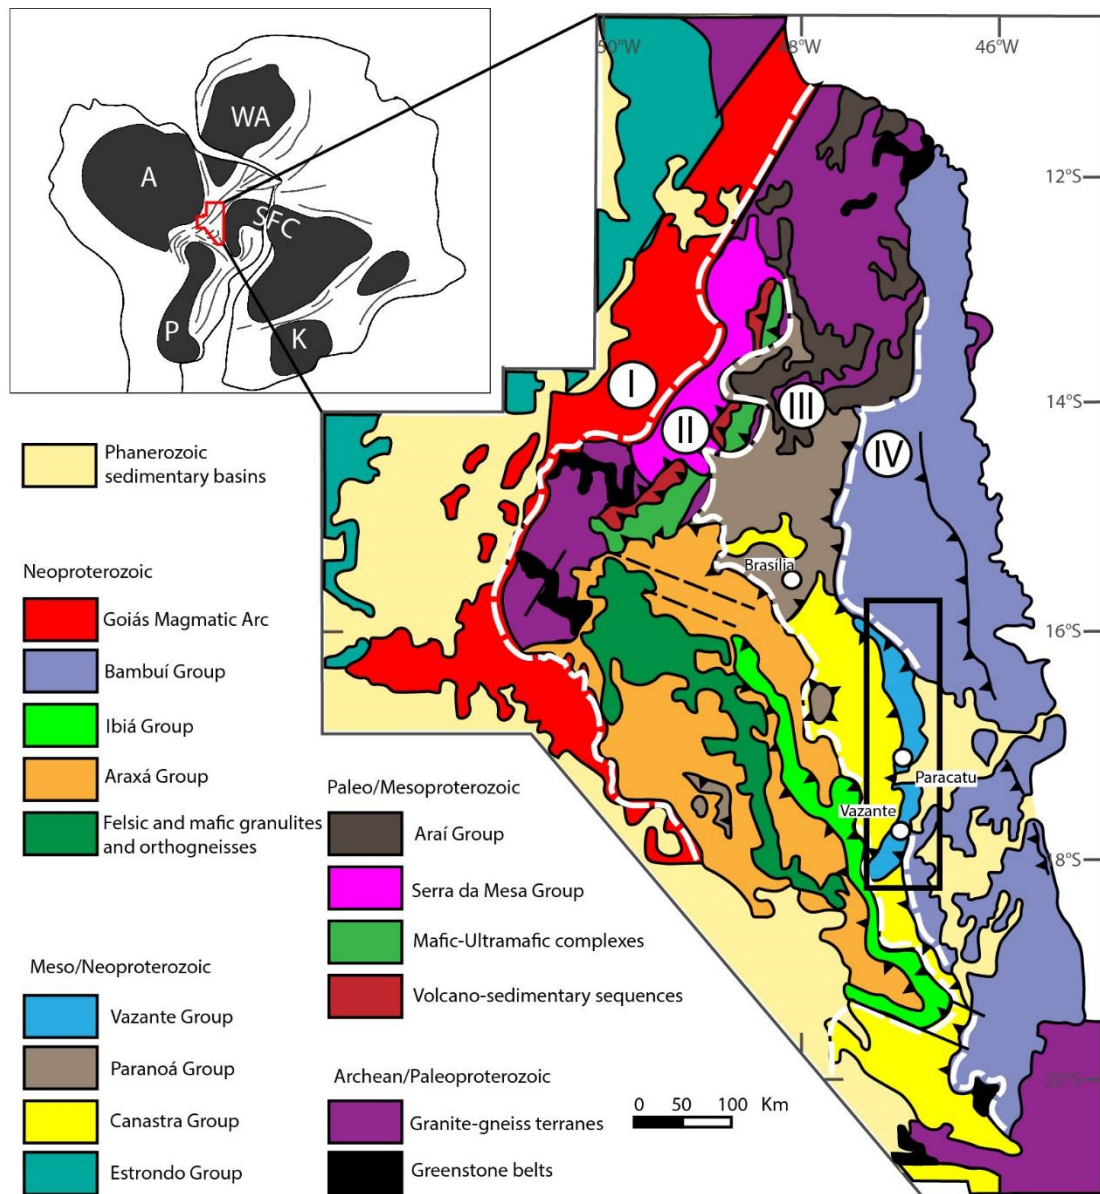 WA
A
SFC
P
K
50°W
48°W
46°W
12°S
14°S
16°S
18°S
20°S
I
II
III
IV
Brasília
Paracatu
Vazante
Phanerozoic
sedimentary basins
Neoproterozoic
Goiás Magmatic Arc
Bambuí Group
Ibiá Group
Araxá Group
Felsic and mafic granulites
and orthogneisses
Meso/Neoproterozoic
Vazante Group
Paranoá Group
Canastra Group
Estrondo Group
Paleo/Mesoproterozoic
Araí Group
Serra da Mesa Group
Mafic-Ultramafic complexes
Volcano-sedimentary sequences
Archean/Paleoproterozoic
Granite-gneiss terranes
Greenstone belts
0 50 100 Km